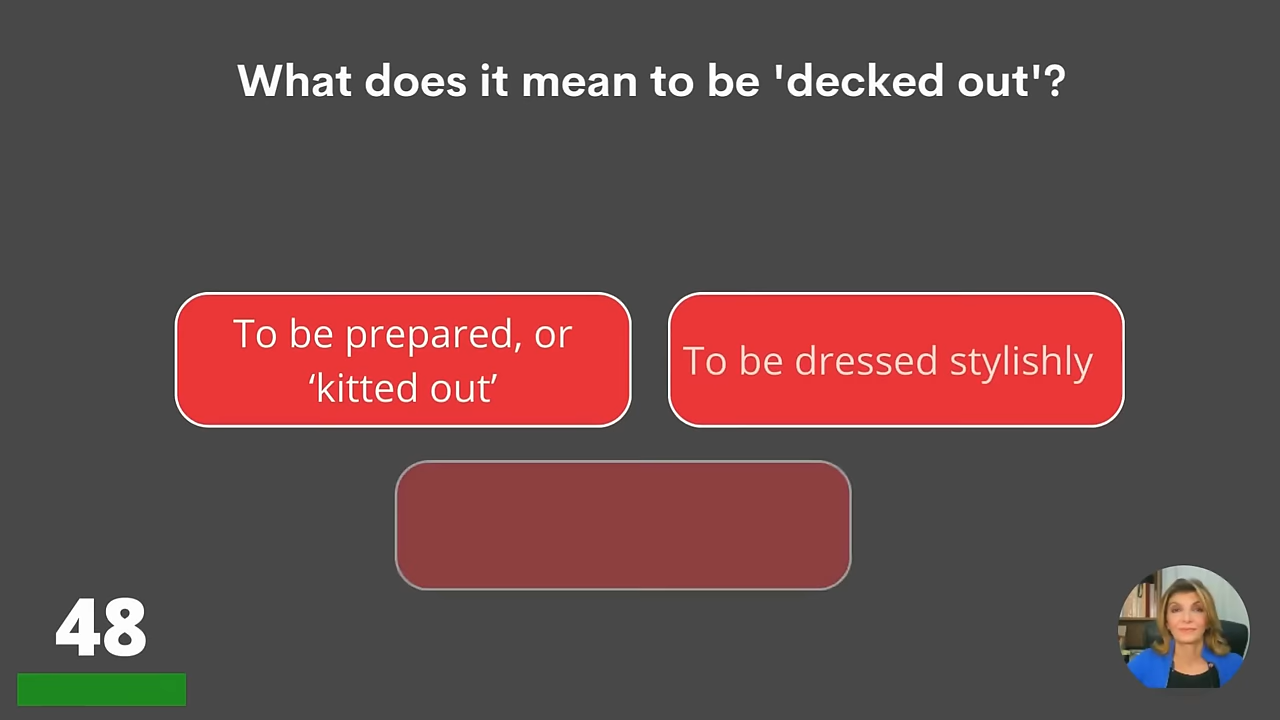 What does it mean to be 'decked out'?
To be prepared, or
‘kitted out’
To be dressed stylishly
48